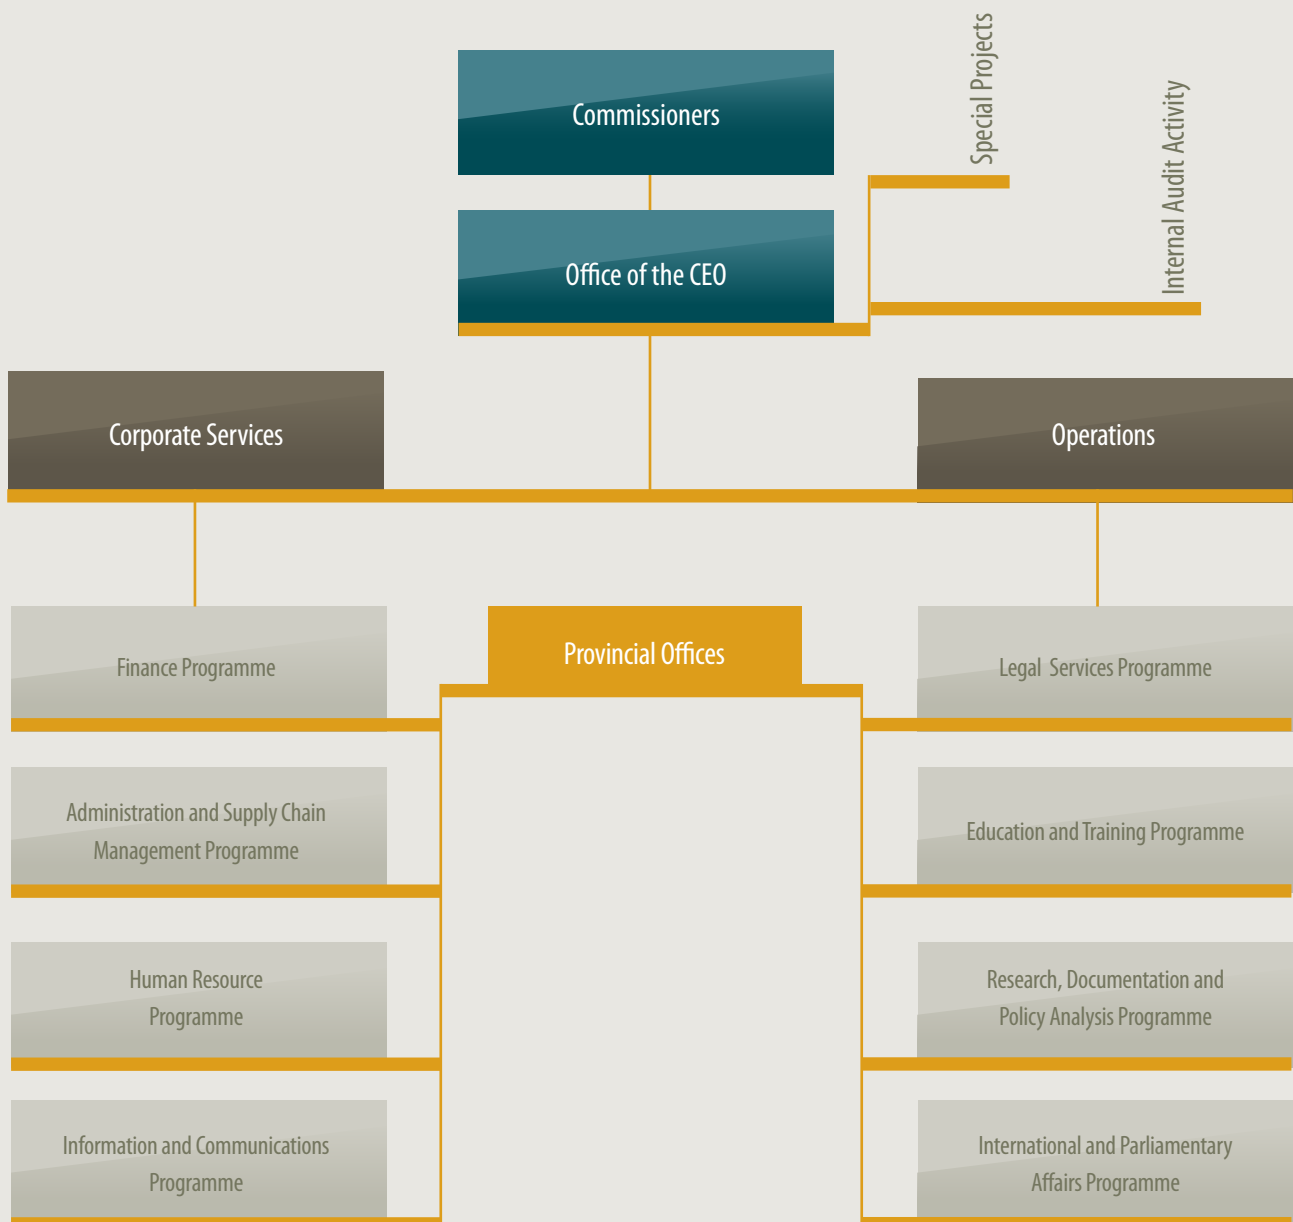 Special Projects
Commissioners
Internal Audit Activity
Office of the CEO
Corporate Services
Operations
Provincial Offices
Finance Programme
Legal Services Programme
Administration and Supply Chain
Management Programme
Education and Training Programme
Human Resource
Programme
Research, Documentation and
Policy Analysis Programme
Information and Communications
Programme
International and Parliamentary
Affairs Programme